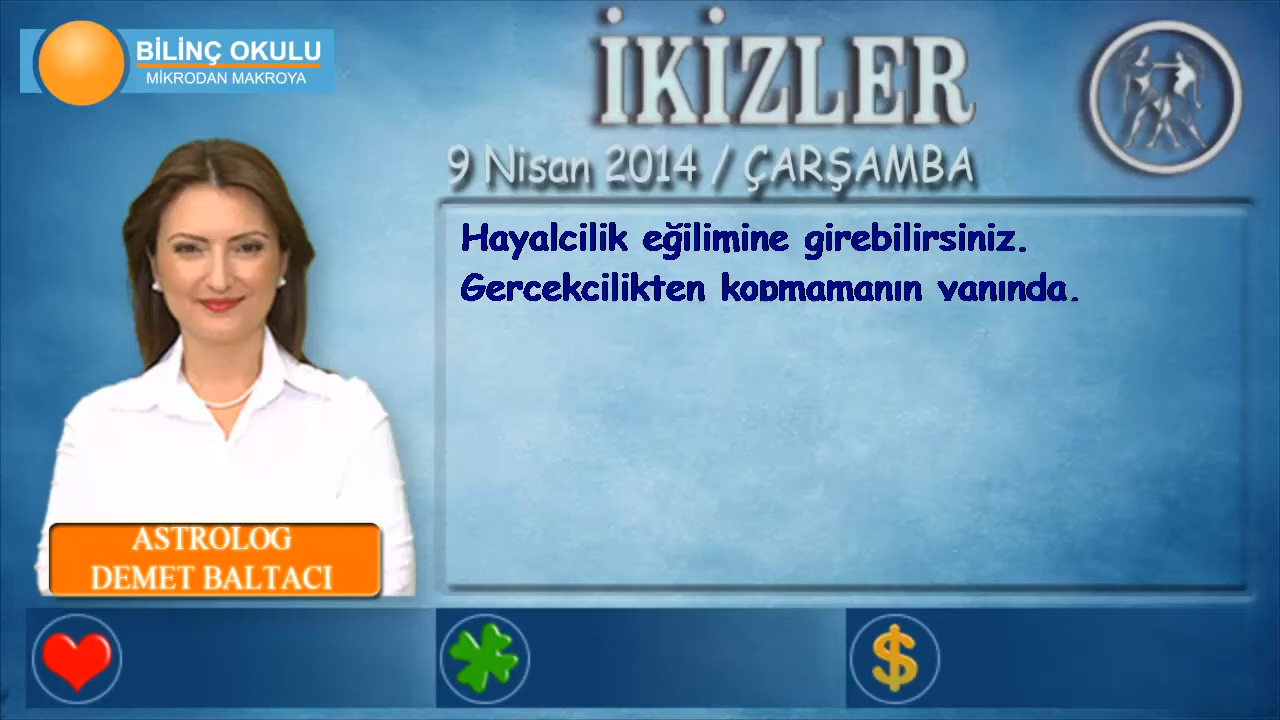 BİLİNÇ OKULU
MİKRODAN MAKROYA
İKİZLER
9 Nisan 2014 / ÇARŞAMBA
Hayalcilik eğilimine girebilirsiniz.
Gerçekcilikten kopmamanın yanında.
ASTROLOG
DEMET BALTACI
$